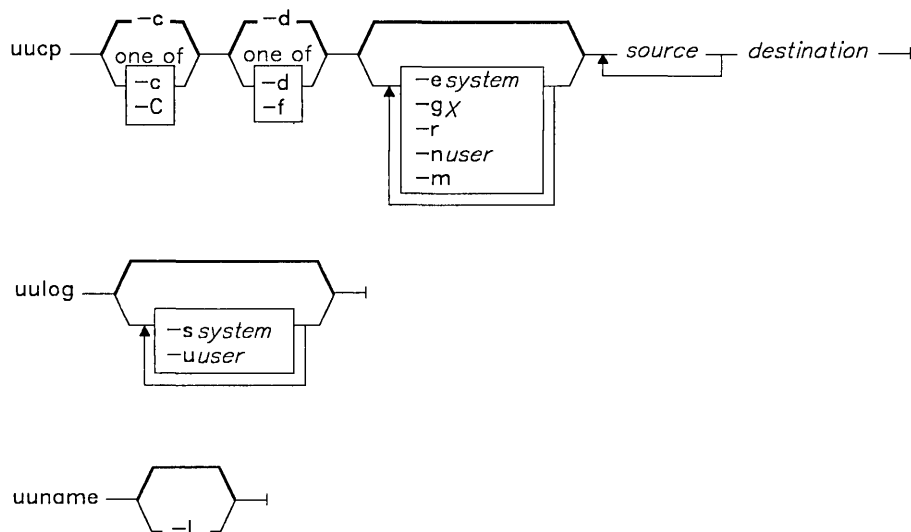 −c −d
uucp one of one of source destination
−c −d −esystem
−C −f −gX
−r
−nuser
−m
uulog
−ssystem
−uuser
uuname